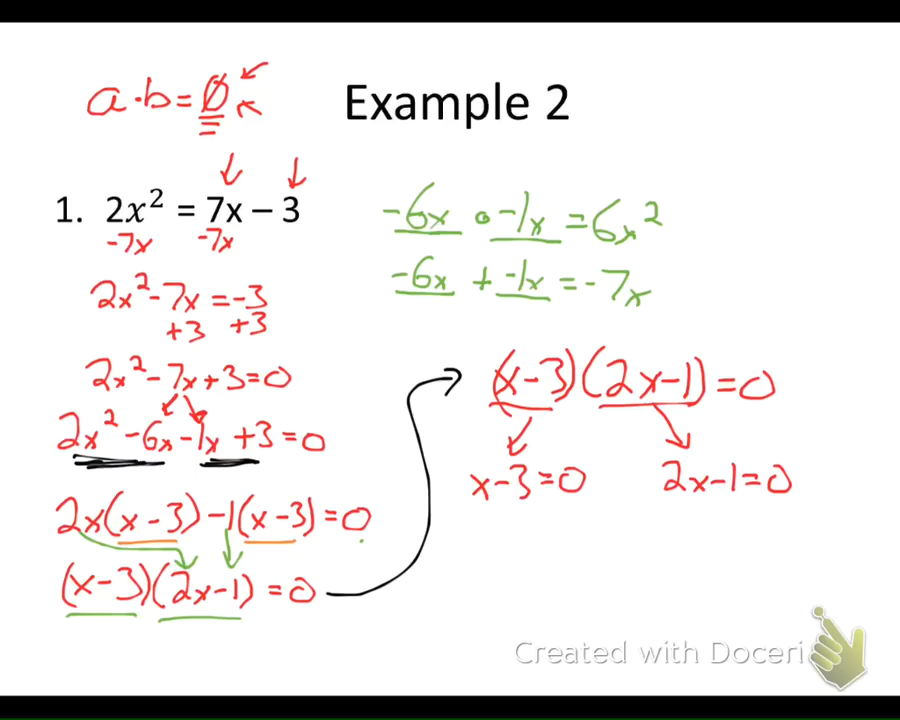 a·b=0
Example 2
1. 2x² = 7x – 3
-7x -7x
2x²-7x=-3
+3 +3
2x²-7x+3=0
2x²-6x-1x+3=0
2x(x-3)-1(x-3)=0
(x-3)(2x-1)=0
-6x · -1x = 6x²
-6x + -1x = -7x
(x-3)(2x-1)=0
x-3=0 2x-1=0
Created with Doceri